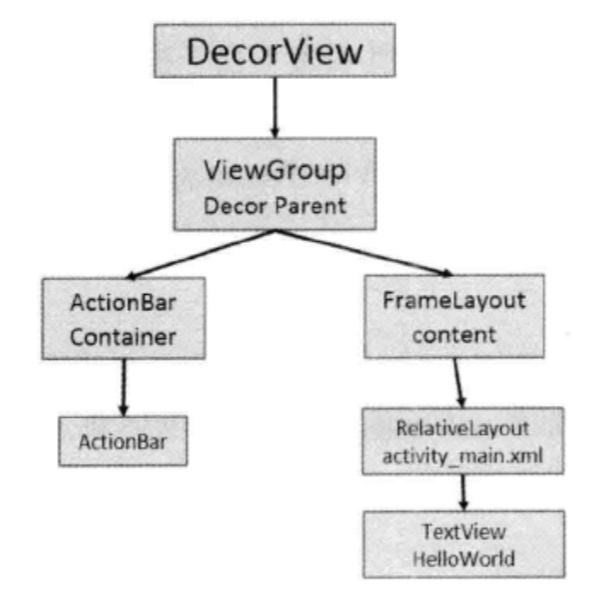 DecorView
ViewGroup
Decor Parent
ActionBar
Container
FrameLayout
content
ActionBar
RelativeLayout
activity_main.xml
TextView
HelloWorld